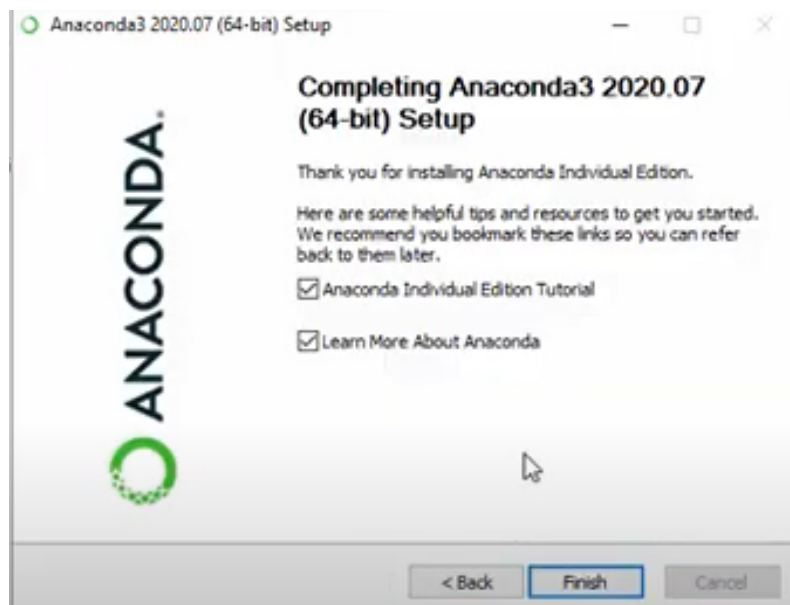 Anaconda3 2020.07 (64-bit) Setup
Completing Anaconda3 2020.07
(64-bit) Setup
Thank you for installing Anaconda Individual Edition.
Here are some helpful tips and resources to get you started.
We recommend you bookmark these links so you can refer
back to them later.
Anaconda Individual Edition Tutorial
Learn More About Anaconda
ANACONDA.
< Back
Finish
Cancel